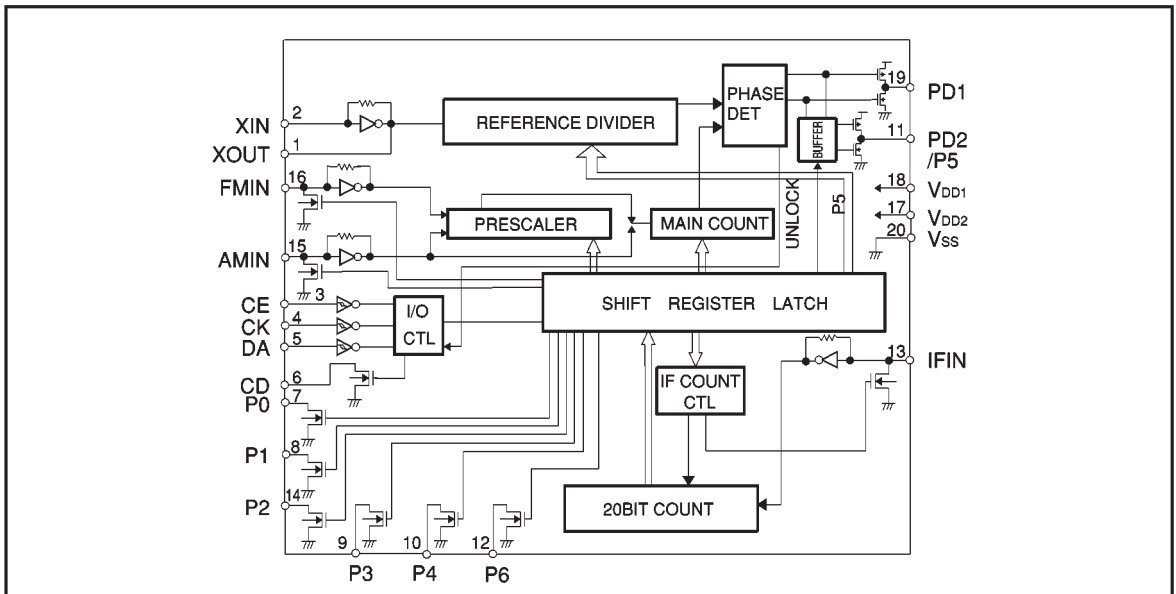 19
PD1
PHASE
DET
2
XIN
REFERENCE DIVIDER
BUFFER
11
PD2
/P5
1
XOUT
16
FMIN
18
VDD1
UNLOCK
P5
17
VDD2
PRESCALER
MAIN COUNT
20
VSS
15
AMIN
3
CE
I/O
CTL
SHIFT REGISTER LATCH
4
CK
5
DA
13
IFIN
6
CD
IF COUNT
CTL
7
P0
8
P1
14
P2
20BIT COUNT
9
10
12
P3
P4
P6